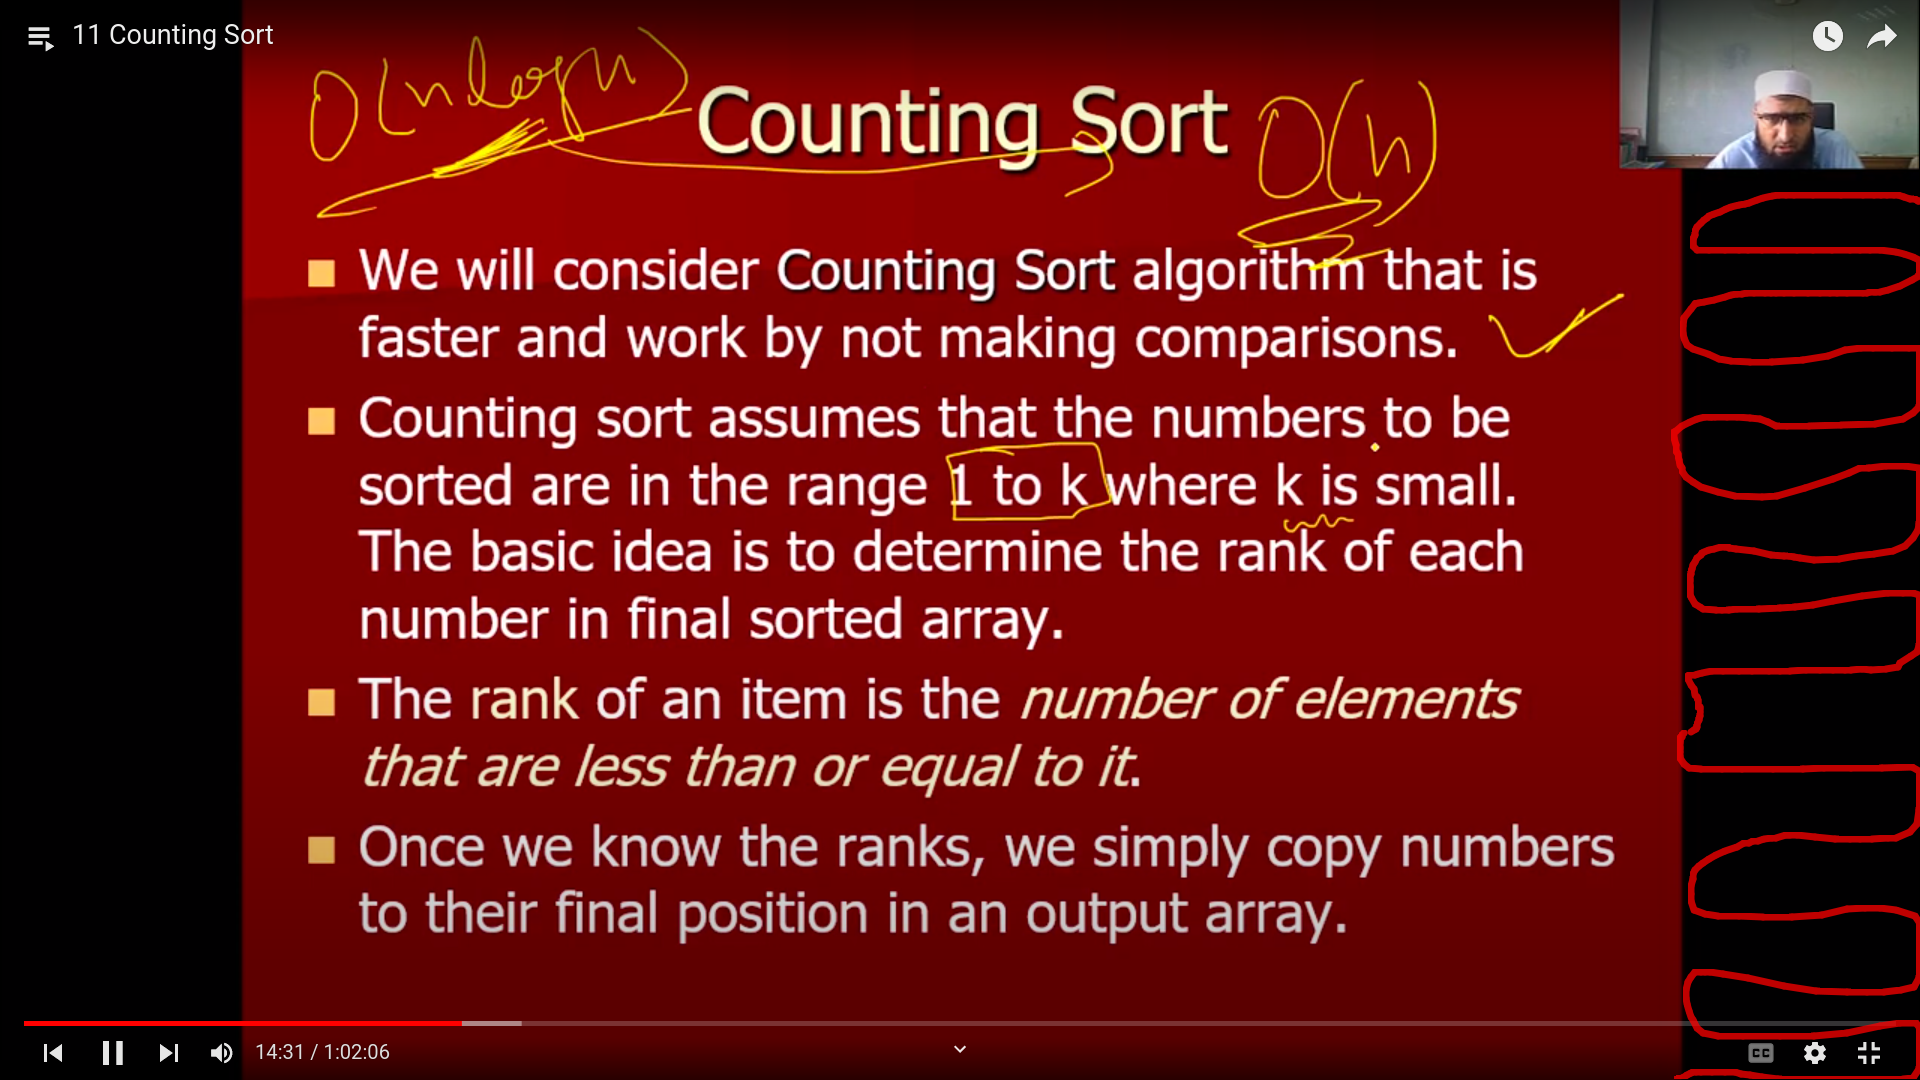 11 Counting Sort
O(nlogn)
Counting Sort
O(n)
We will consider Counting Sort algorithm that is
faster and work by not making comparisons.
Counting sort assumes that the numbers to be
sorted are in the range 1 to k where k is small.
The basic idea is to determine the rank of each
number in final sorted array.
The rank of an item is the number of elements
that are less than or equal to it.
Once we know the ranks, we simply copy numbers
to their final position in an output array.
14:31 / 1:02:06
CC